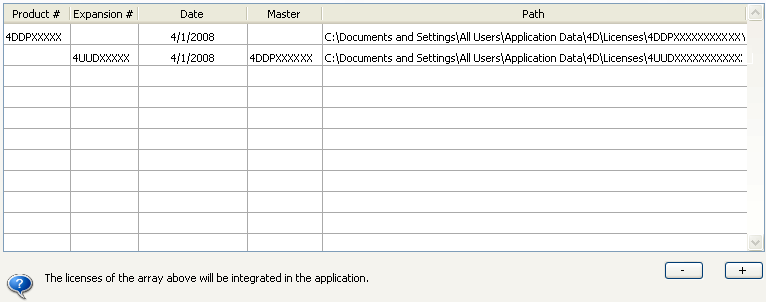 Product # Expansion # Date Master Path
4DDPXXXXX 4/1/2008 C:\Documents and Settings\All Users\Application Data\4D\Licenses\4DDPXXXXXXXXXXX\
4UUDXXXXX 4/1/2008 4DDPXXXXXX C:\Documents and Settings\All Users\Application Data\4D\Licenses\4UUDXXXXXXXXXXX
The licenses of the array above will be integrated in the application.
- +